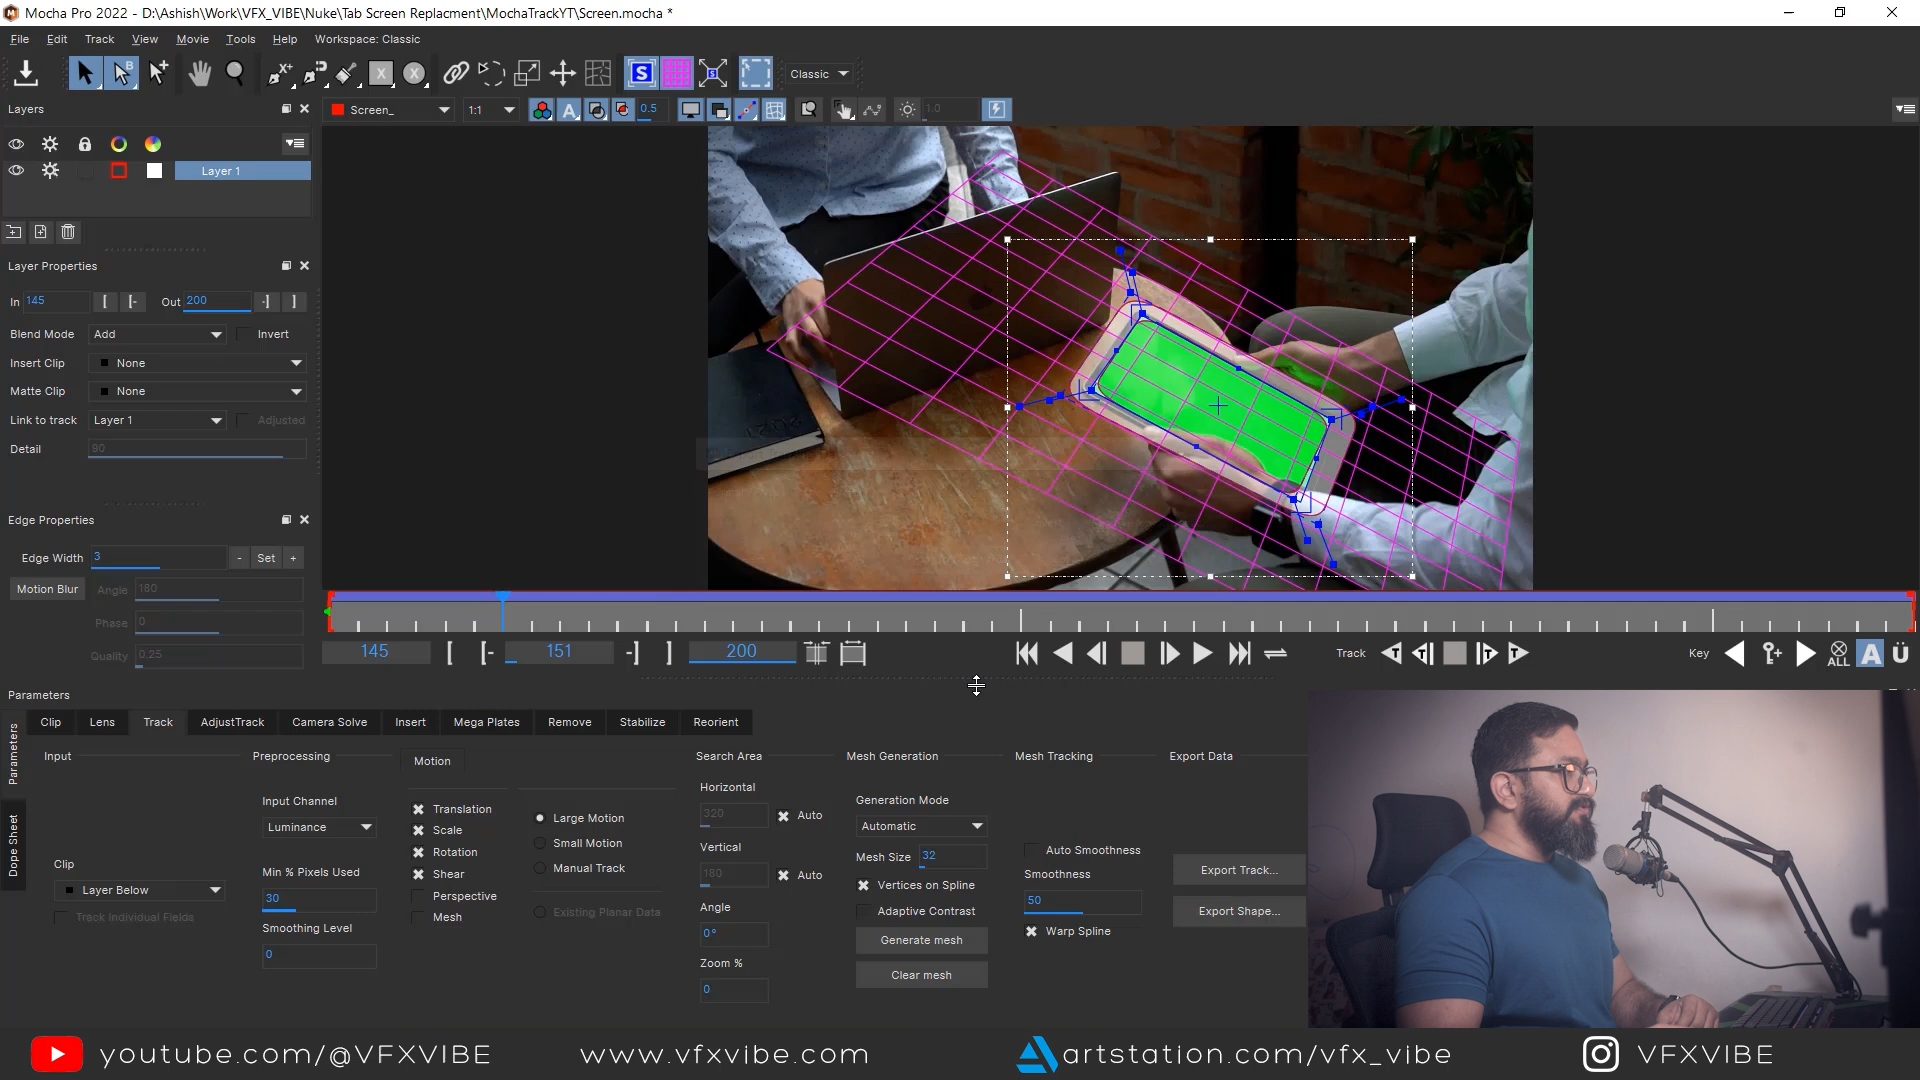 Mocha Pro 2022 - D:\Ashish\Work\VFX_VIBE\Nuke\Tab Screen Replacment\MochaTrackYT\Screen.mocha *
File Edit Track View Movie Tools Help Workspace: Classic
Classic
Layers
Screen_ 1:1 0.5 1.0
Layer 1
Layer Properties
In 145 Out 200
Blend Mode Add Invert
Insert Clip None
Matte Clip None
Link to track Layer 1 Adjusted
Detail 90
Edge Properties
Edge Width 3 - Set +
Motion Blur Angle 180
Phase 0
Quality 0.25
145 151 200 Track Key ALL A Ü
Parameters
Clip Lens Track AdjustTrack Camera Solve Insert Mega Plates Remove Stabilize Reorient
Parameters
Dope Sheet
Input
Clip
Layer Below
Track Individual Fields
Preprocessing
Input Channel
Luminance
Min % Pixels Used
30
Smoothing Level
0
Motion
Translation
Scale
Rotation
Shear
Perspective
Mesh
Large Motion
Small Motion
Manual Track
Existing Planar Data
Search Area
Horizontal
320 Auto
Vertical
180 Auto
Angle
0°
Zoom %
0
Mesh Generation
Generation Mode
Automatic
Mesh Size 32
Vertices on Spline
Adaptive Contrast
Generate mesh
Clear mesh
Mesh Tracking
Auto Smoothness
Smoothness
50
Warp Spline
Export Data
Export Track...
Export Shape...
youtube.com/@VFXVIBE www.vfxvibe.com artstation.com/vfx_vibe VFXVIBE